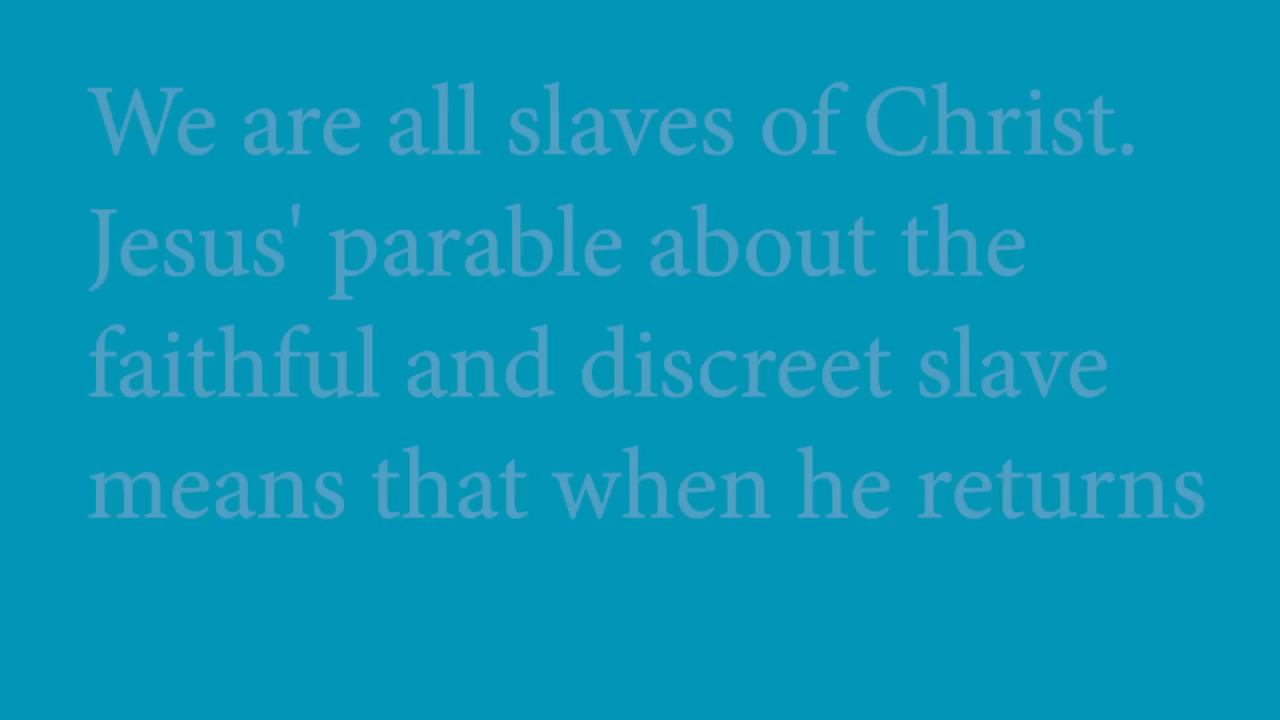 We are all slaves of Christ.
Jesus' parable about the
faithful and discreet slave
means that when he returns